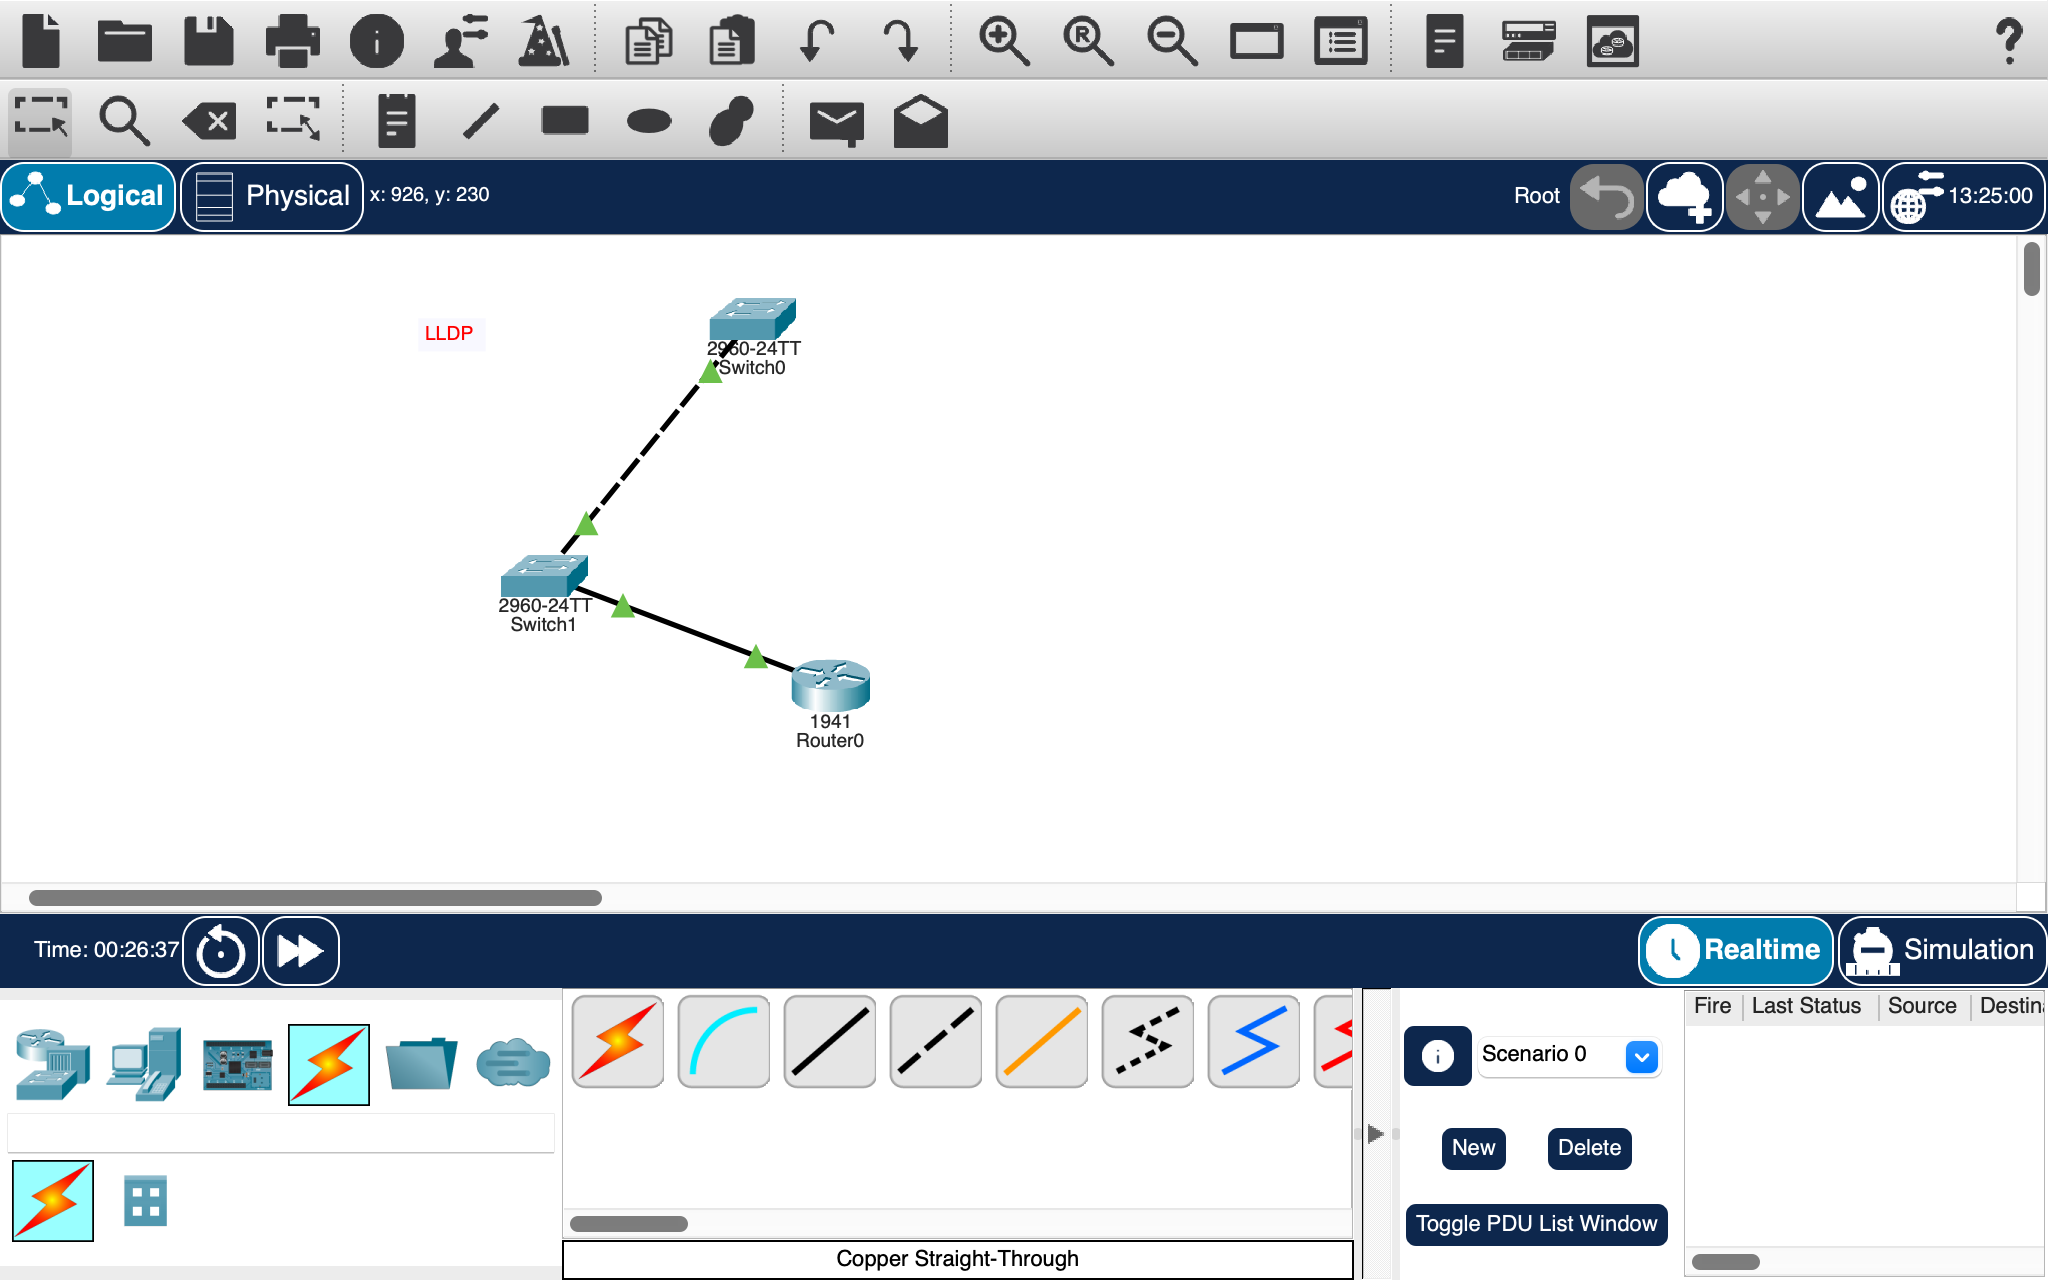 Logical
Physical
x: 926, y: 230
Root
13:25:00
LLDP
2960-24TT
Switch0
2960-24TT
Switch1
1941
Router0
Time: 00:26:37
Realtime
Simulation
Scenario 0
New
Delete
Toggle PDU List Window
Fire
Last Status
Source
Destin
Copper Straight-Through